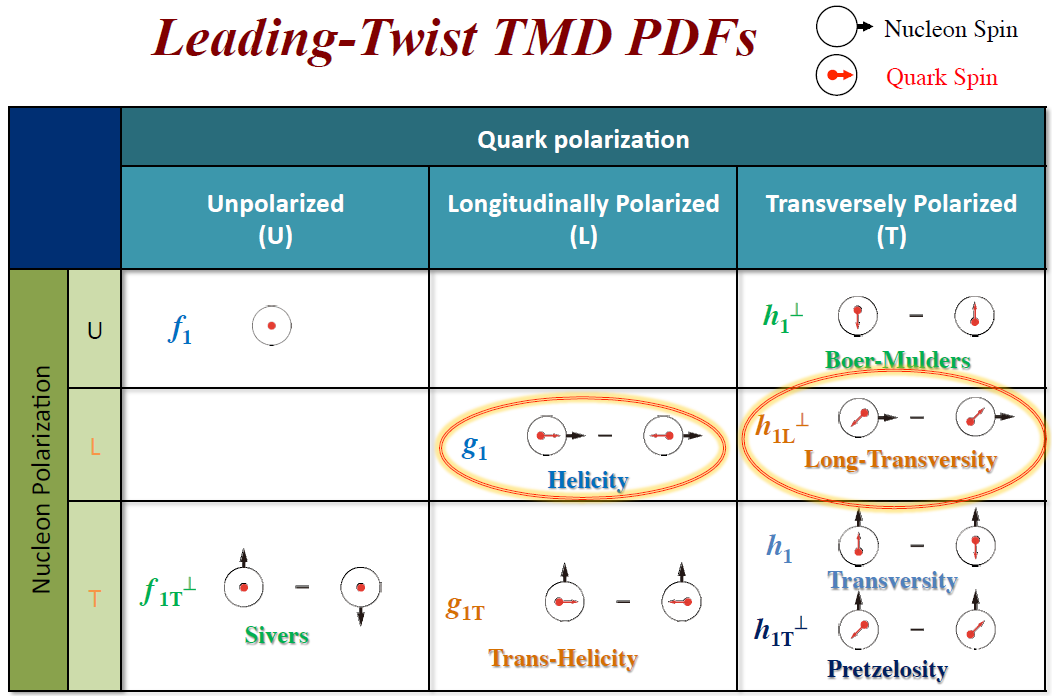 Leading-Twist TMD PDFs
Nucleon Spin
Quark Spin
Quark polarization
Unpolarized
(U)
Longitudinally Polarized
(L)
Transversely Polarized
(T)
Nucleon Polarization
U
f₁
h₁⊥
−
Boer-Mulders
L
g₁
−
Helicity
h₁L⊥
−
Long-Transversity
T
f₁T⊥
−
Sivers
g₁T
−
Trans-Helicity
h₁
−
Transversity
h₁T⊥
−
Pretzelosity